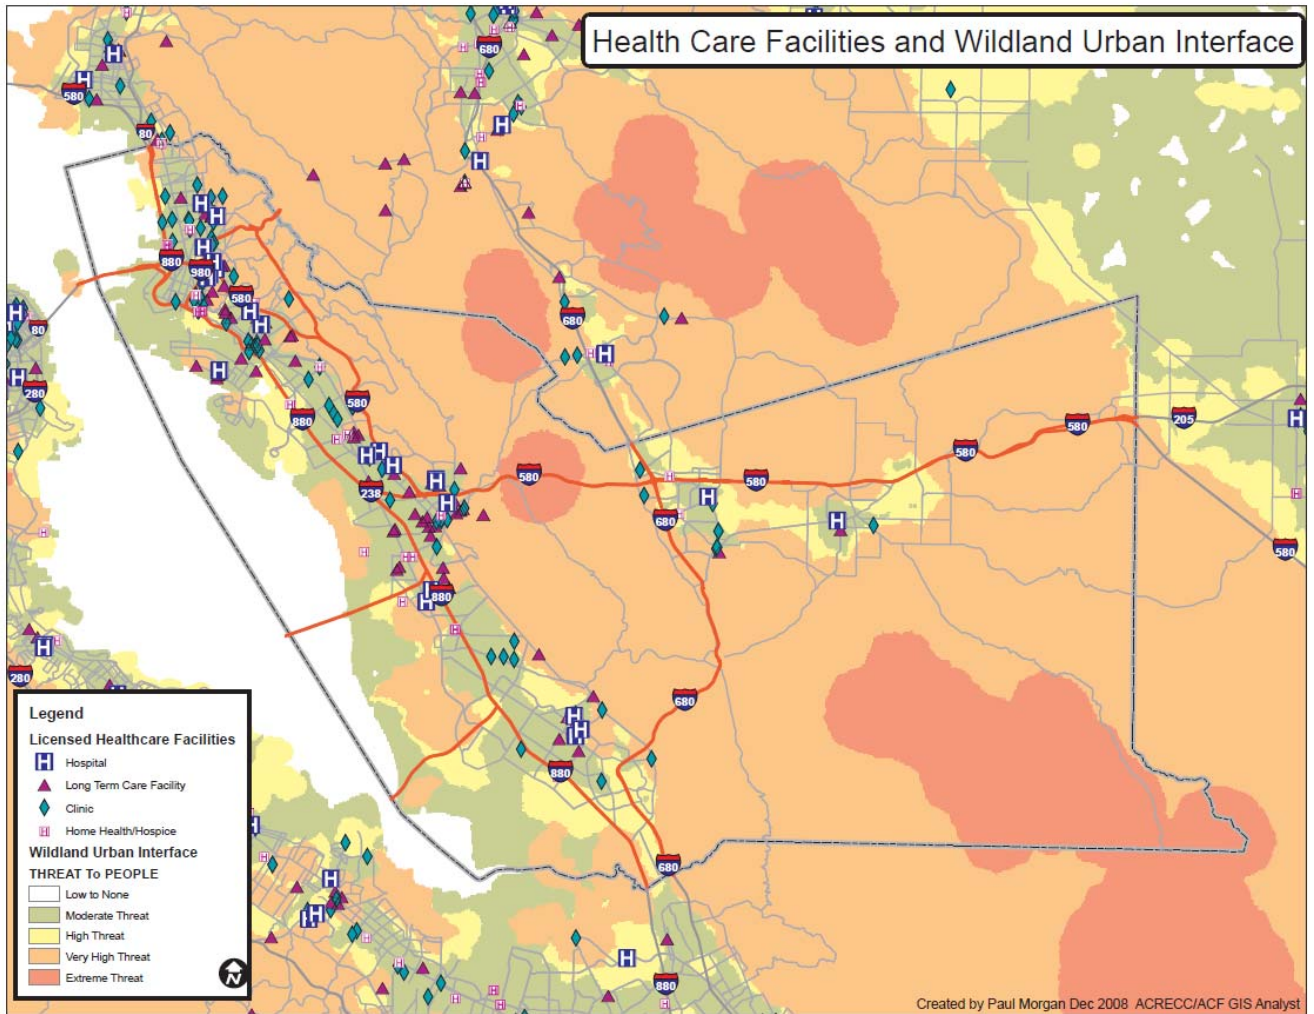 Health Care Facilities and Wildland Urban Interface
680
580
80
880
980
580
680
80
280
580
880
205
580
580
580
580
238
680
580
880
280
680
880
680
880
Legend
Licensed Healthcare Facilities
H Hospital
Long Term Care Facility
Clinic
H Home Health/Hospice
Wildland Urban Interface
THREAT To PEOPLE
Low to None
Moderate Threat
High Threat
Very High Threat
Extreme Threat
N
Created by Paul Morgan Dec 2008 ACRECC/ACF GIS Analyst